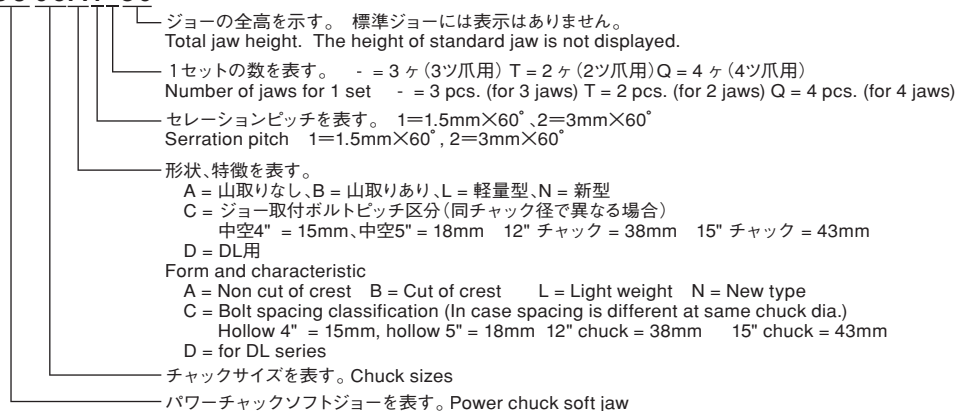 ジョーの全高を示す。 標準ジョーには表示はありません。
Total jaw height. The height of standard jaw is not displayed.
1セットの数を表す。 - = 3 ヶ (3ツ爪用) T = 2 ヶ (2ツ爪用) Q = 4 ヶ (4ツ爪用)
Number of jaws for 1 set - = 3 pcs. (for 3 jaws) T = 2 pcs. (for 2 jaws) Q = 4 pcs. (for 4 jaws)
セレーションピッチを表す。 1=1.5mm×60°、2=3mm×60°
Serration pitch 1=1.5mm×60°, 2=3mm×60°
形状、特徴を表す。
A = 山取りなし、B = 山取りあり、L = 軽量型、N = 新型
C = ジョー取付ボルトピッチ区分(同チャック径で異なる場合)
中空4" = 15mm、中空5" = 18mm 12" チャック = 38mm 15" チャック = 43mm
D = DL用
Form and characteristic
A = Non cut of crest B = Cut of crest L = Light weight N = New type
C = Bolt spacing classification (In case spacing is different at same chuck dia.)
Hollow 4" = 15mm, hollow 5" = 18mm 12" chuck = 38mm 15" chuck = 43mm
D = for DL series
チャックサイズを表す。Chuck sizes
パワーチャックソフトジョーを表す。Power chuck soft jaw